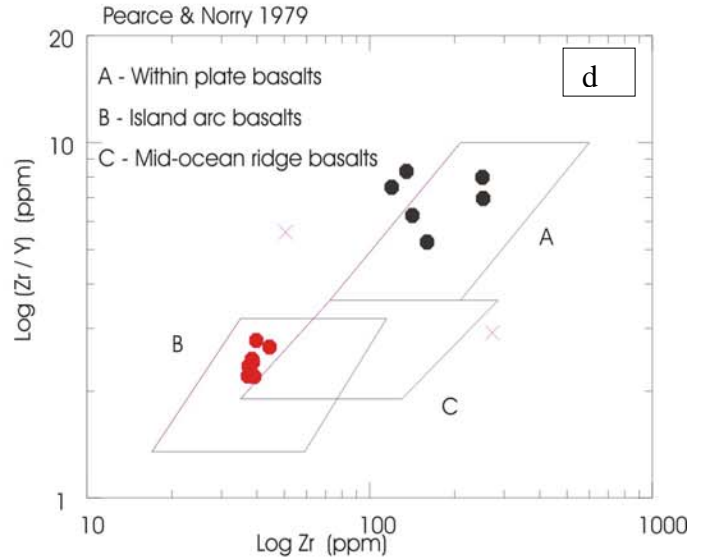 Pearce & Norry 1979
20
d
A - Within plate basalts
B - Island arc basalts
10
C - Mid-ocean ridge basalts
Log (Zr / Y) (ppm)
A
B
C
1
10
100
1000
Log Zr (ppm)